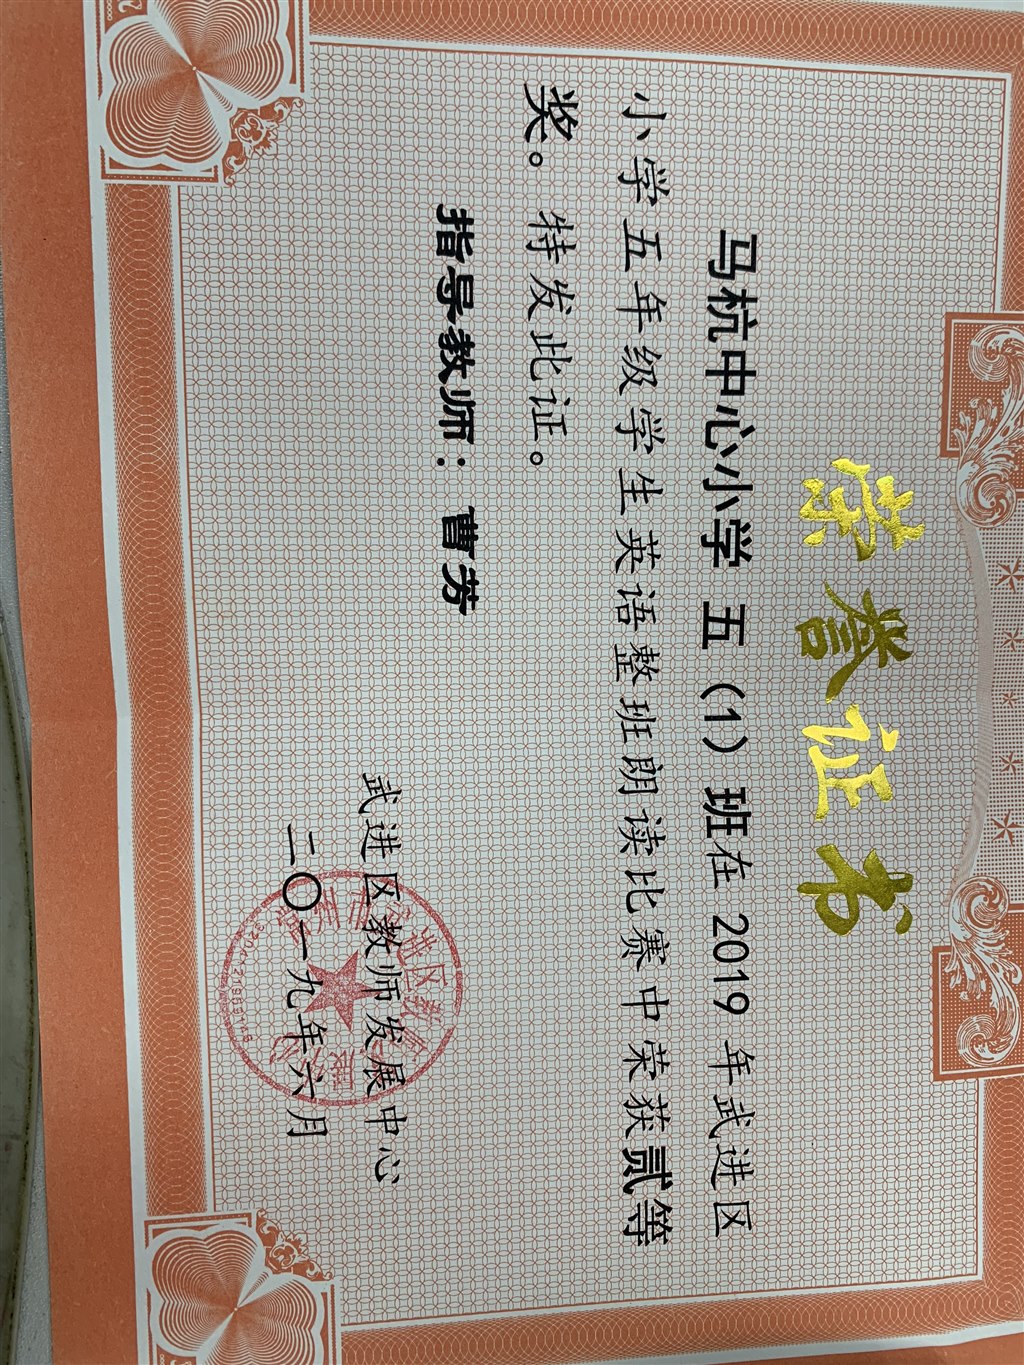 荣誉证书
马杭中心小学 五（1）班在 2019 年武进区
小学五年级学生英语整班朗读比赛中荣获贰等
奖。特发此证。
指导教师：曹芳
武进区教师发展中心
二〇一九年六月